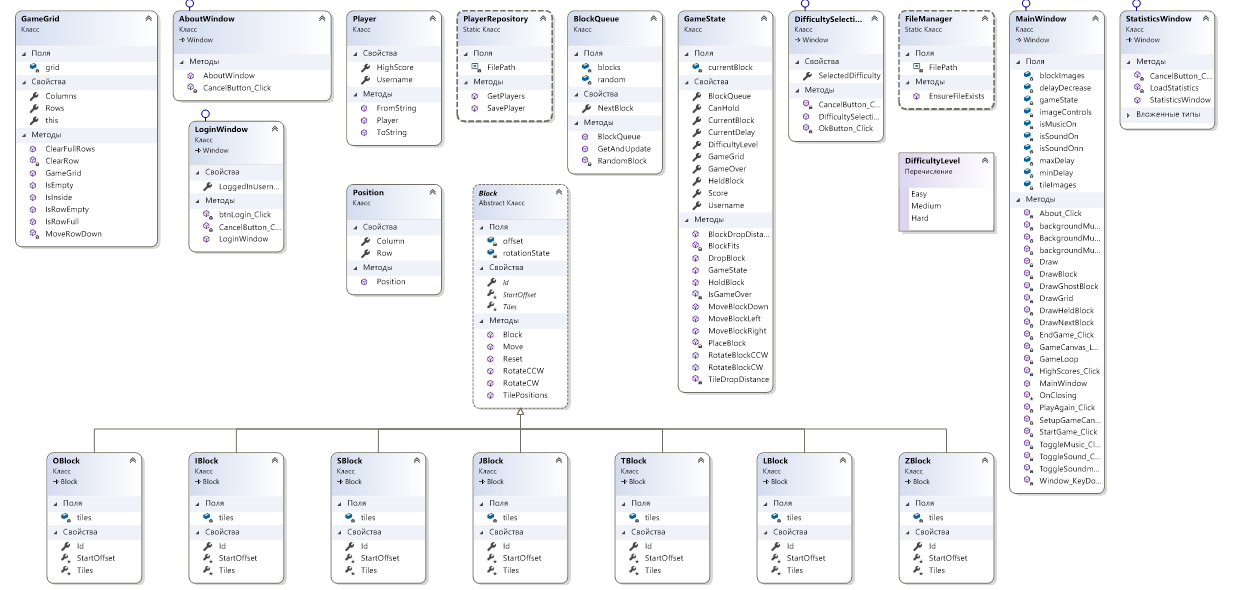 GameGrid
Класс
Поля
grid
Свойства
Columns
Rows
this
Методы
ClearFullRows
ClearRow
GameGrid
IsEmpty
IsInside
IsRowEmpty
IsRowFull
MoveRowDown
AboutWindow
Класс
Window
Методы
AboutWindow
CancelButton_Click
LoginWindow
Класс
Window
Свойства
LoggedInUsern...
Методы
btnLogin_Click
CancelButton_C...
LoginWindow
Player
Класс
Свойства
HighScore
Username
Методы
FromString
Player
ToString
Position
Класс
Свойства
Column
Row
Методы
Position
PlayerRepository
Static Класс
Поля
FilePath
Методы
GetPlayers
SavePlayer
Block
Abstract Класс
Поля
offset
rotationState
Свойства
Id
StartOffset
Tiles
Методы
Block
Move
Reset
RotateCCW
RotateCW
TilePositions
BlockQueue
Класс
Поля
blocks
random
Свойства
NextBlock
Методы
BlockQueue
GetAndUpdate
RandomBlock
GameState
Класс
Поля
currentBlock
Свойства
BlockQueue
CanHold
CurrentBlock
CurrentDelay
DifficultyLevel
GameGrid
GameOver
HeldBlock
Score
Username
Методы
BlockDropDista...
BlockFits
DropBlock
GameState
HoldBlock
IsGameOver
MoveBlockDown
MoveBlockLeft
MoveBlockRight
PlaceBlock
RotateBlockCCW
RotateBlockCW
TileDropDistance
DifficultySelecti...
Класс
Window
Свойства
SelectedDifficulty
Методы
CancelButton_C...
DifficultySelecti...
OkButton_Click
FileManager
Static Класс
Поля
FilePath
Методы
EnsureFileExists
DifficultyLevel
Перечисление
Easy
Medium
Hard
MainWindow
Класс
Window
Поля
blockImages
delayDecrease
gameState
imageControls
isMusicOn
isSoundOn
isSoundOnn
maxDelay
minDelay
tileImages
Методы
About_Click
backgroundMu...
BackgroundMu...
backgroundMu...
Draw
DrawBlock
DrawGhostBlock
DrawGrid
DrawHeldBlock
DrawNextBlock
EndGame_Click
GameCanvas_L...
GameLoop
HighScores_Click
MainWindow
OnClosing
PlayAgain_Click
SetupGameCan...
StartGame_Click
ToggleMusic_Cl...
ToggleSound_C...
ToggleSoundm...
Window_KeyDo...
StatisticsWindow
Класс
Window
Методы
CancelButton_C...
LoadStatistics
StatisticsWindow
Вложенные типы
OBlock
Класс
Block
Поля
tiles
Свойства
Id
StartOffset
Tiles
IBlock
Класс
Block
Поля
tiles
Свойства
Id
StartOffset
Tiles
SBlock
Класс
Block
Поля
tiles
Свойства
Id
StartOffset
Tiles
JBlock
Класс
Block
Поля
tiles
Свойства
Id
StartOffset
Tiles
TBlock
Класс
Block
Поля
tiles
Свойства
Id
StartOffset
Tiles
LBlock
Класс
Block
Поля
tiles
Свойства
Id
StartOffset
Tiles
ZBlock
Класс
Block
Поля
tiles
Свойства
Id
StartOffset
Tiles